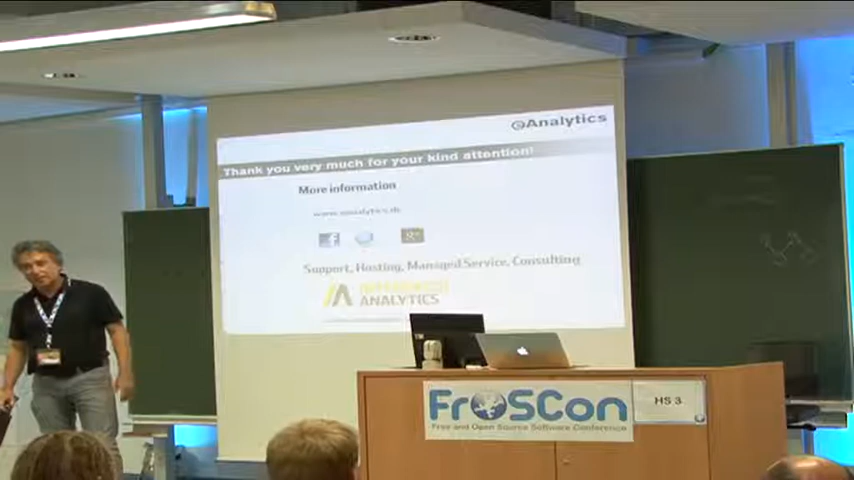 Analytics
Thank you very much for your kind attention!
More information
f
g+
Support, Hosting, Managed Service, Consulting
ANALYTICS
FrOSCon
Free and Open Source Software Conference
HS 3